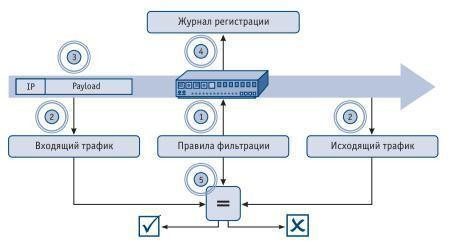 Журнал регистрации
3
4
IP Payload
2
1
2
Входящий трафик
Правила фильтрации
Исходящий трафик
5
=